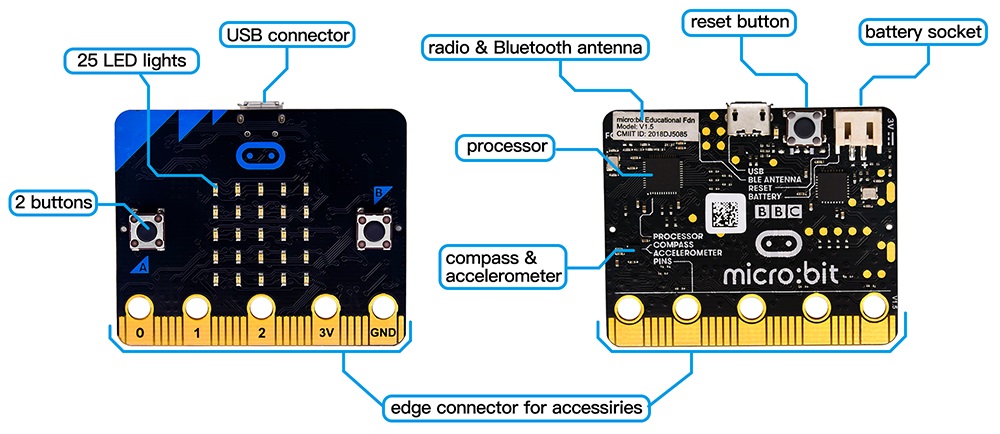 USB connector
25 LED lights
2 buttons
A
B
0
1
2
3V
GND
radio & Bluetooth antenna
reset button
battery socket
processor
compass &
accelerometer
micro:bit Educational Fdn
Model: V1.5
CMIIT ID: 2018DJ5085
3V
USB
BLE ANTENNA
RESET
BATTERY
BBC
PROCESSOR
COMPASS
ACCELEROMETER
PINS
micro:bit
V1.5
edge connector for accessiries